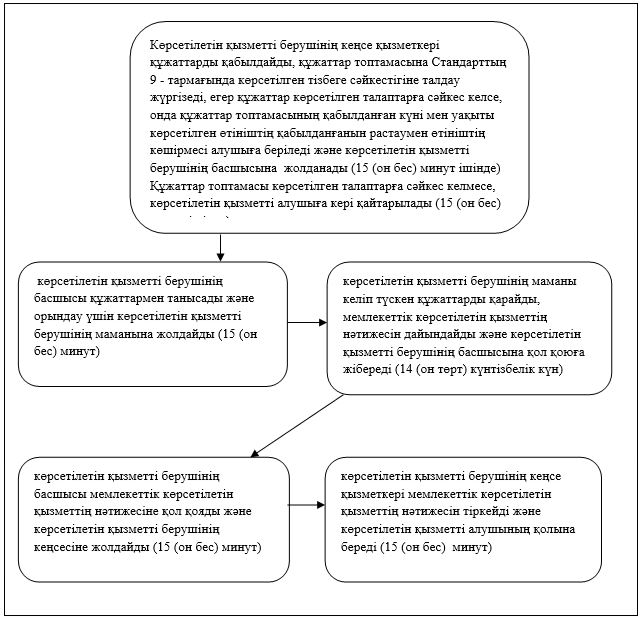 Көрсетілетін қызметті берушінің кеңсе қызметкері
құжаттарды қабылдайды, құжаттар топтамасына Стандарттың
9 - тармағында көрсетілген тізбеге сәйкестігіне талдау
жүргізеді, егер құжаттар көрсетілген талаптарға сәйкес келсе,
онда құжаттар топтамасының қабылданған күні мен уақыты
көрсетілген өтініштің қабылданғанын растаумен өтініштің
көшірмесі алушыға беріледі және көрсетілетін қызметті
берушінің басшысына жолданады (15 (он бес) минут ішінде)
Құжаттар топтамасы көрсетілген талаптарға сәйкес келмесе,
көрсетілетін қызметті алушыға кері қайтарылады (15 (он бес)
көрсетілетін қызметті берушінің
басшысы құжаттармен танысады және
орындау үшін көрсетілетін қызметті
берушінің маманына жолдайды (15 (он
бес) минут)
көрсетілетін қызметті берушінің маманы
келіп түскен құжаттарды қарайды,
мемлекеттік көрсетілетін қызметтің
нәтижесін дайындайды және көрсетілетін
қызметті берушінің басшысына қол қоюға
жібереді (14 (он төрт) күнтізбелік күн)
көрсетілетін қызметті берушінің
басшысы мемлекеттік көрсетілетін
қызметтің нәтижесіне қол қояды және
көрсетілетін қызметті берушінің
кеңсесіне жолдайды (15 (он бес) минут)
көрсетілетін қызметті берушінің кеңсе
қызметкері мемлекеттік көрсетілетін
қызметтің нәтижесін тіркейді және
көрсетілетін қызметті алушының қолына
береді (15 (он бес) минут)